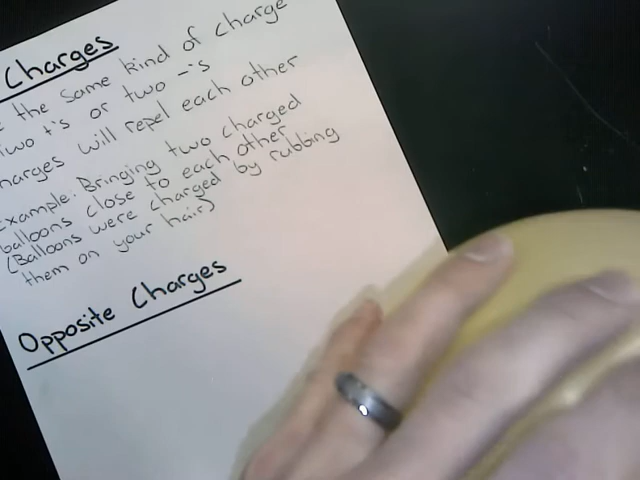 Charges
the same kind of charge
two +'s or two -'s
charges will repel each other
Example: Bringing two charged
balloons close to each other
(Balloons were charged by rubbing
them on your hair)
Opposite Charges